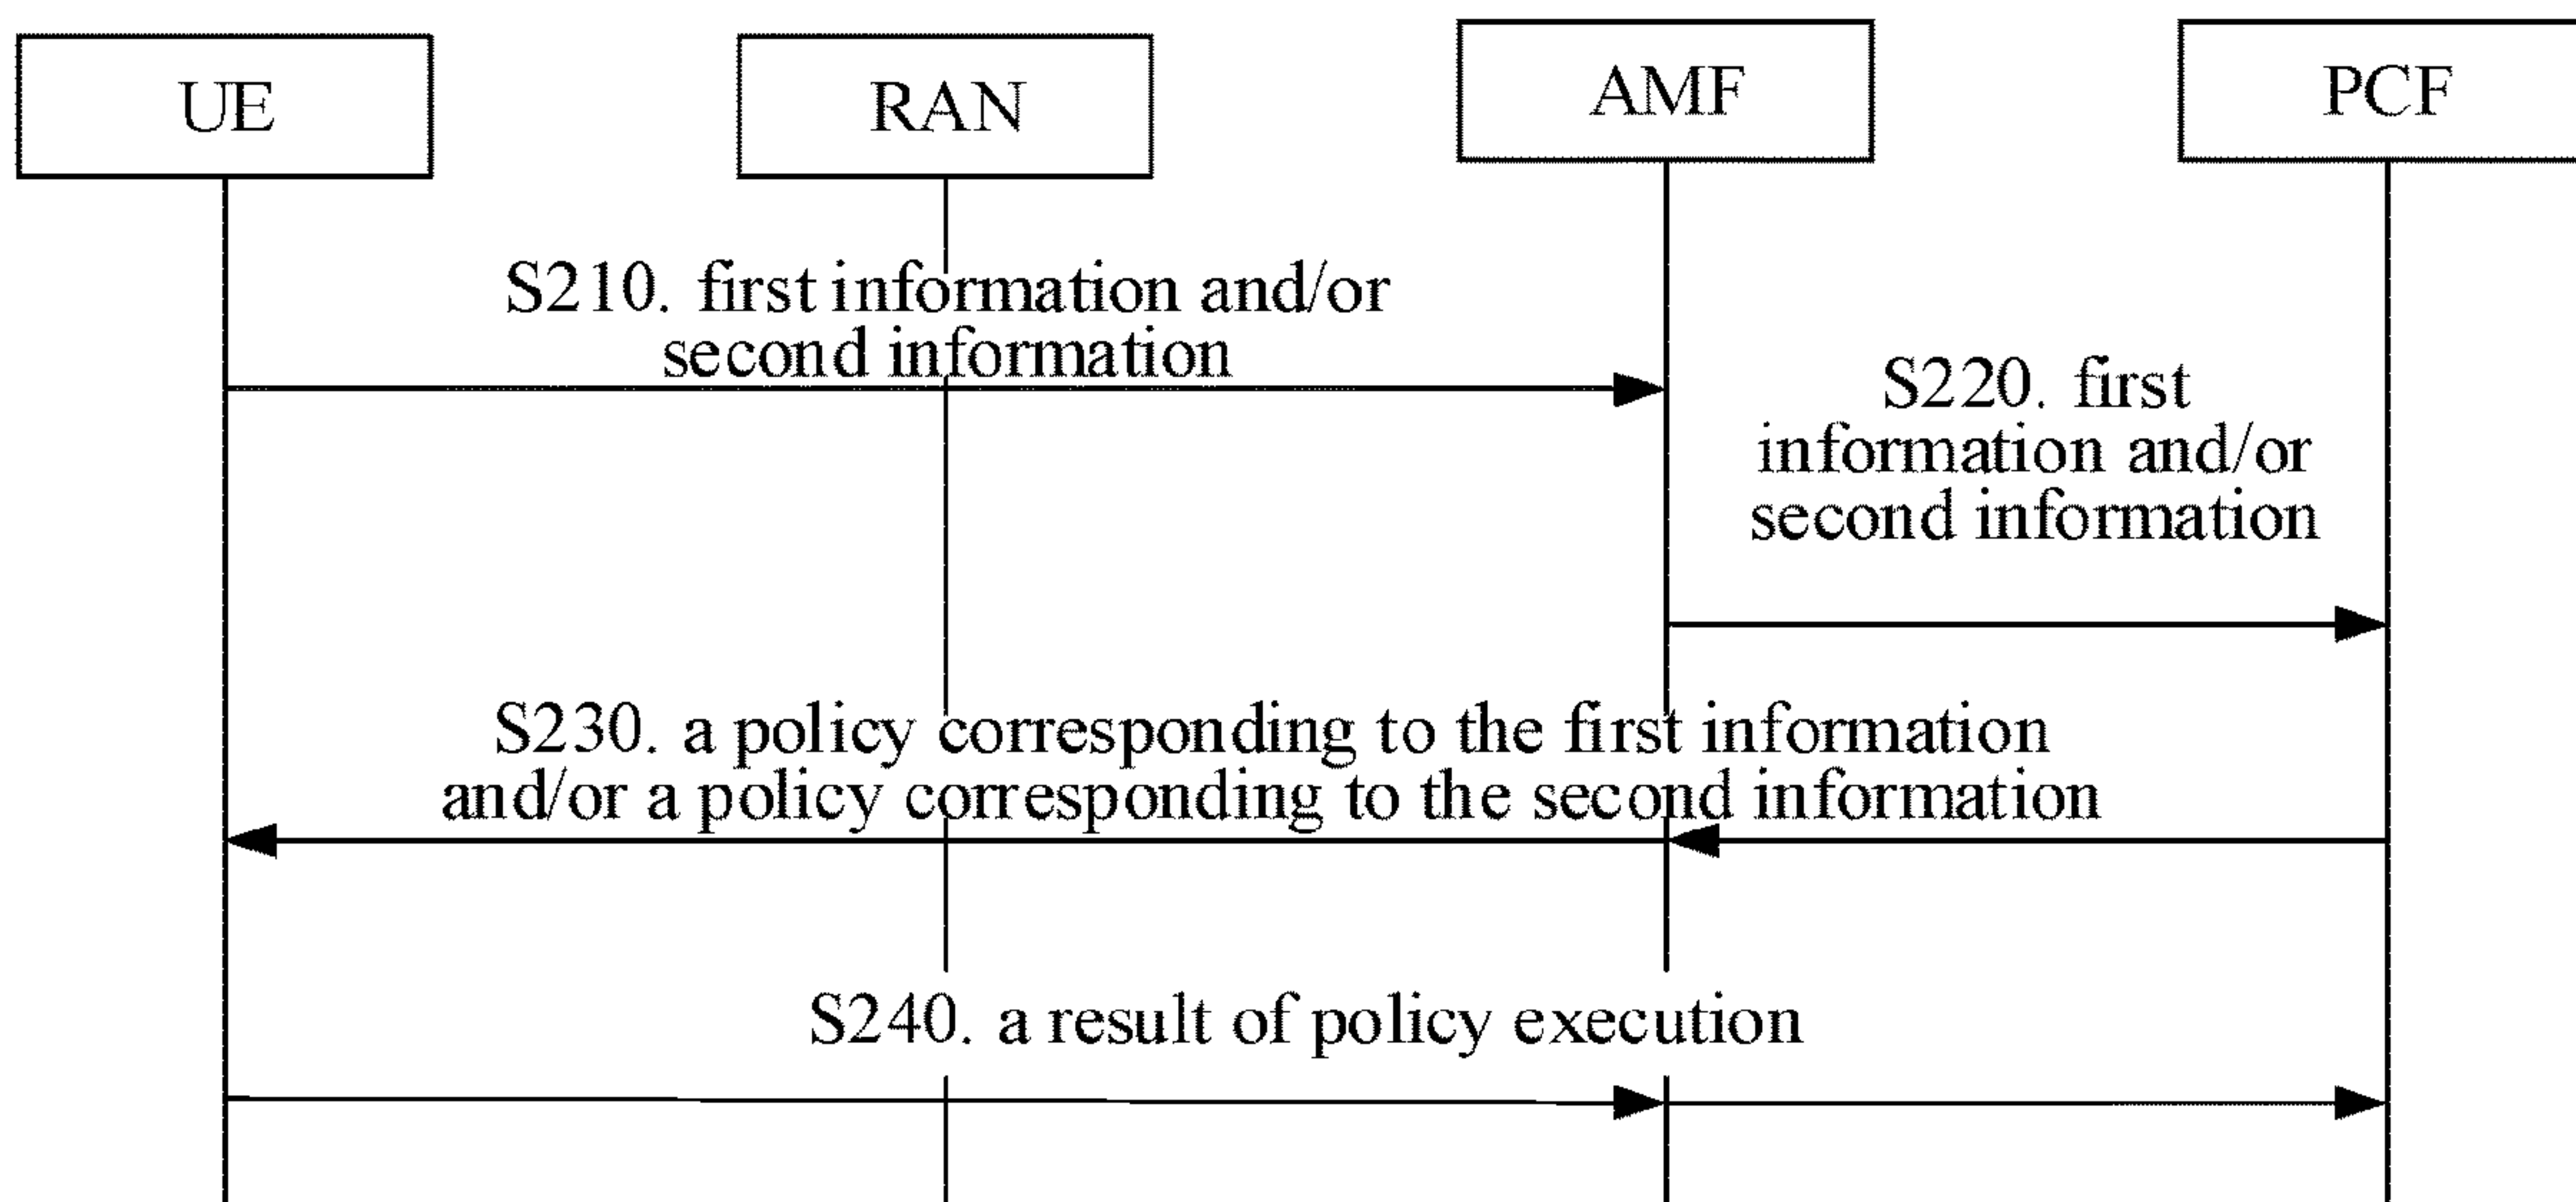 UE
RAN
AMF
PCF
S210. first information and/or
second information
S220. first
information and/or
second information
S230. a policy corresponding to the first information
and/or a policy corresponding to the second information
S240. a result of policy execution